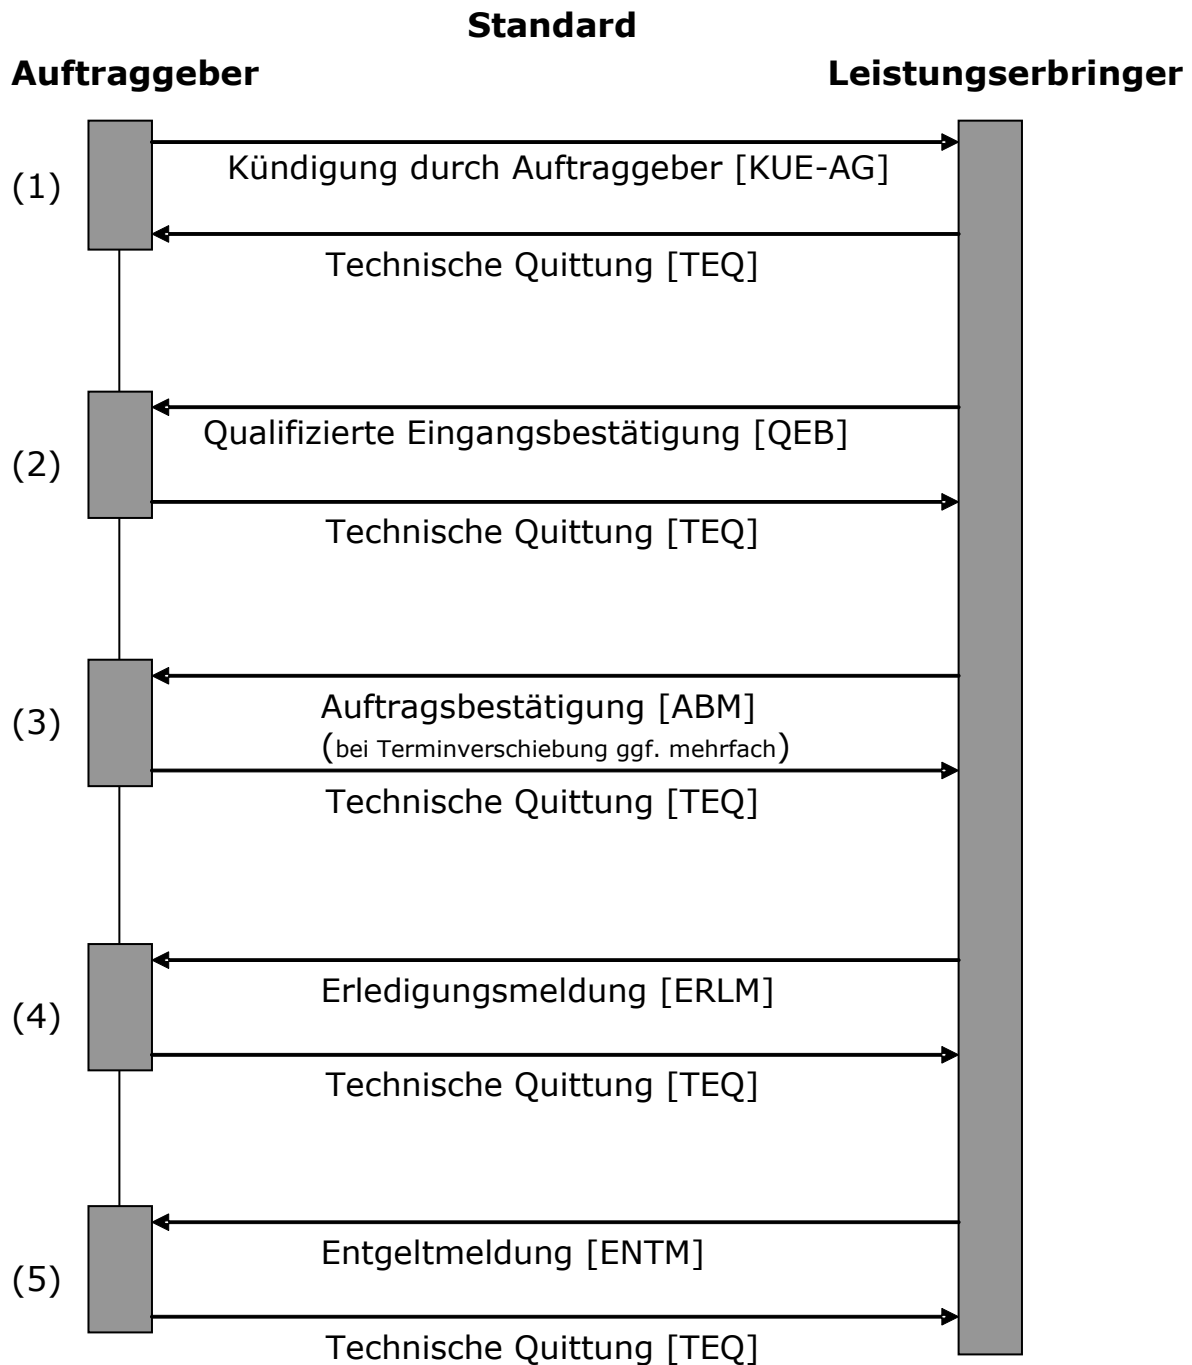 Standard
Auftraggeber Leistungserbringer
Kündigung durch Auftraggeber [KUE-AG]
(1)
Technische Quittung [TEQ]
Qualifizierte Eingangsbestätigung [QEB]
(2)
Technische Quittung [TEQ]
Auftragsbestätigung [ABM]
(3)
(bei Terminverschiebung ggf. mehrfach)
Technische Quittung [TEQ]
Erledigungsmeldung [ERLM]
(4)
Technische Quittung [TEQ]
Entgeltmeldung [ENTM]
(5)
Technische Quittung [TEQ]